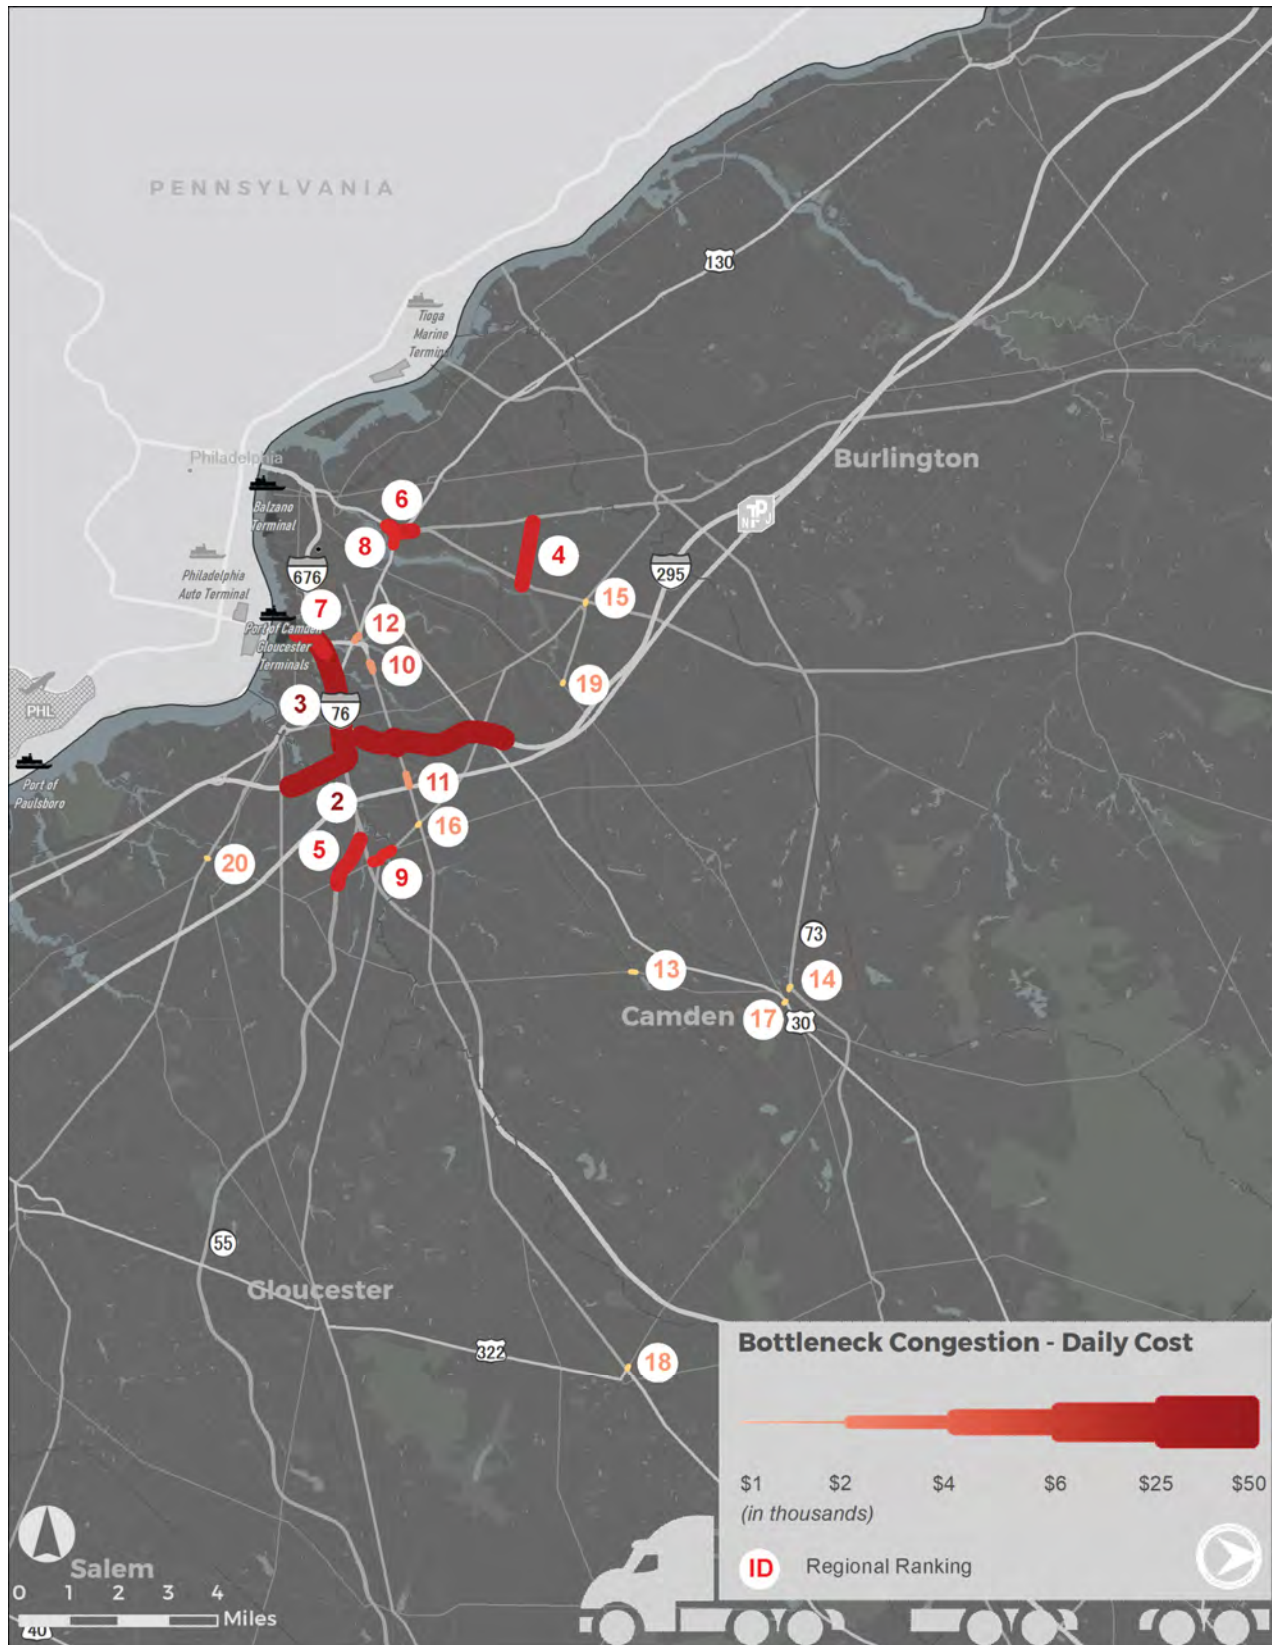 PENNSYLVANIA
130
Tioga
Marine
Terminal
Philadelphia
Burlington
Balzano
Terminal
6
8
4
Philadelphia
Auto Terminal
676
295
15
7
12
Port of Camden
Gloucester
Terminals
10
19
3
76
PHL
Port of
Paulsboro
11
2
16
5
20
9
73
13
14
Camden
17
30
55
Gloucester
322
18
Bottleneck Congestion - Daily Cost
$1 $2 $4 $6 $25 $50
(in thousands)
ID Regional Ranking
Salem
0 1 2 3 4
Miles
40